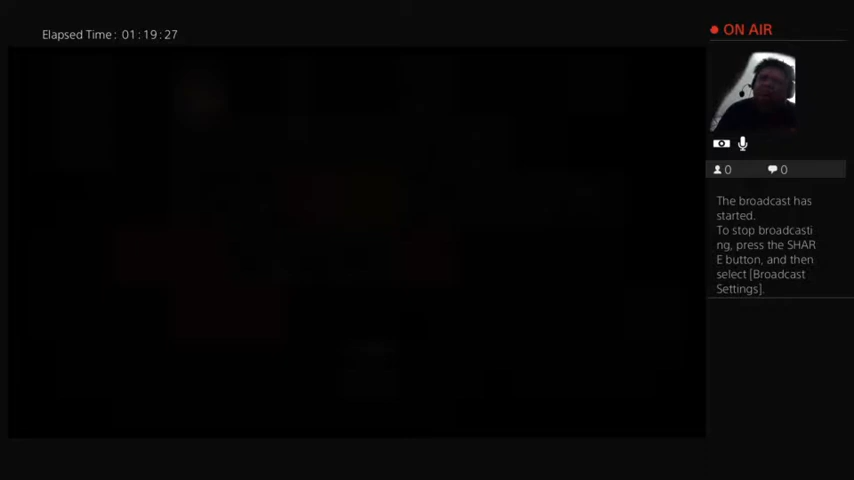 Elapsed Time : 01:19:27
ON AIR
0 0
The broadcast has
started.
To stop broadcasti
ng, press the SHAR
E button, and then
select [Broadcast
Settings].